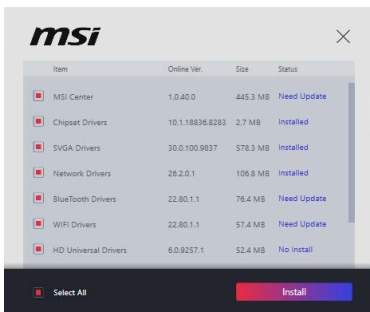 msi
Item Online Ver. Size Status
MSI Center 1.0.40.0 445.3 MB Need Update
Chipset Drivers 10.1.18836.8283 2.7 MB Installed
SVGA Drivers 30.0.100.9837 578.3 MB Installed
Network Drivers 26.2.0.1 106.8 MB Installed
BlueTooth Drivers 22.80.1.1 76.4 MB Need Update
WIFI Drivers 22.80.1.1 57.4 MB Need Update
HD Universal Drivers 6.0.9257.1 52.4 MB No Install
Select All Install